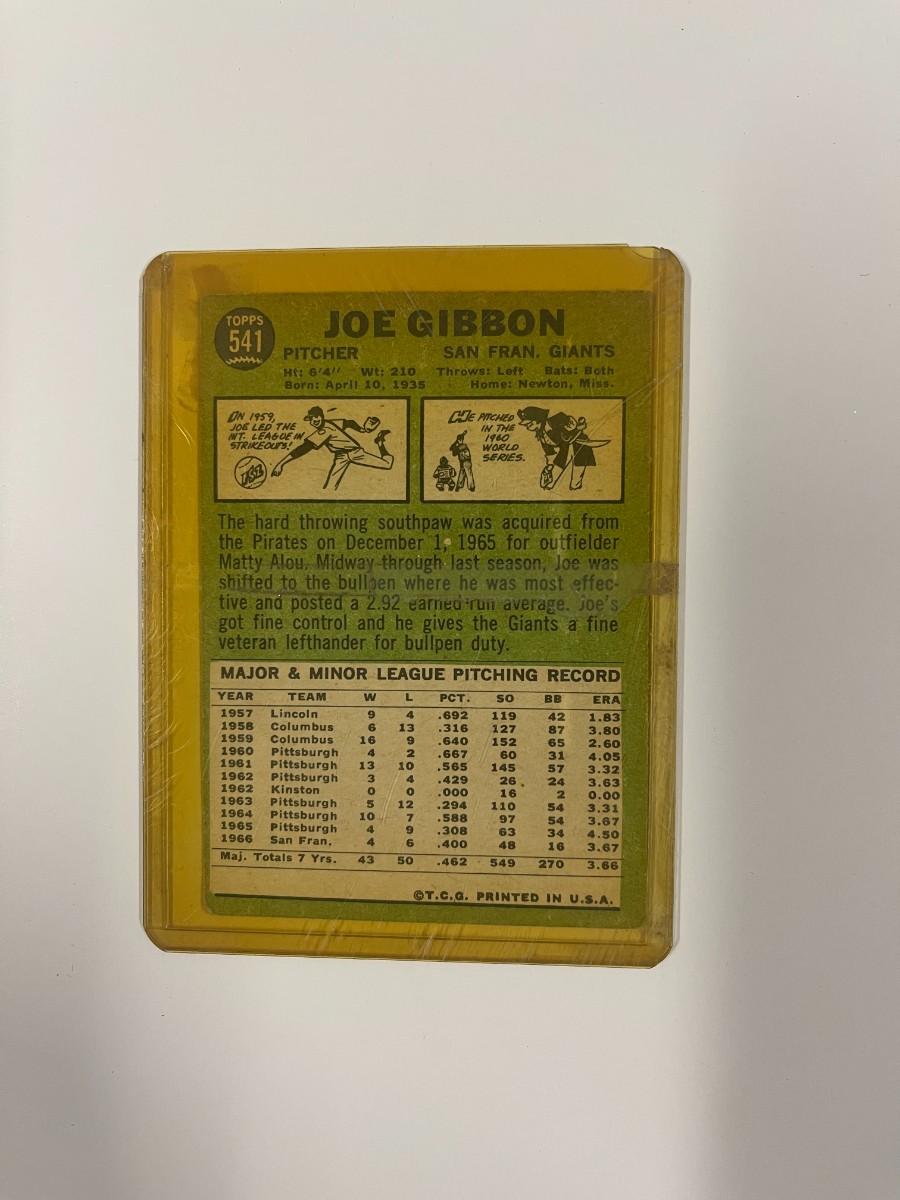 TOPPS
541
JOE GIBBON
PITCHER SAN FRAN. GIANTS
Ht: 6'4" Wt: 210 Throws: Left Bats: Both
Born: April 10, 1935 Home: Newton, Miss.
IN 1959,
JOE LED THE
INT. LEAGUE IN
STRIKEOUTS!
JOE PITCHED
IN THE
1960
WORLD
SERIES.
The hard throwing southpaw was acquired from
the Pirates on December 1, 1965 for outfielder
Matty Alou. Midway through last season, Joe was
shifted to the bullpen where he was most effec-
tive and posted a 2.92 earned run average. Joe's
got fine control and he gives the Giants a fine
veteran lefthander for bullpen duty.
MAJOR & MINOR LEAGUE PITCHING RECORD
YEAR TEAM W L PCT. SO BB ERA
1957 Lincoln 9 4 .692 119 42 1.83
1958 Columbus 6 13 .316 127 87 3.80
1959 Columbus 16 9 .640 152 65 2.60
1960 Pittsburgh 4 2 .667 60 31 4.05
1961 Pittsburgh 13 10 .565 145 57 3.32
1962 Pittsburgh 3 4 .429 26 24 3.63
1962 Kinston 0 0 .000 16 2 0.00
1963 Pittsburgh 5 12 .294 110 54 3.31
1964 Pittsburgh 10 7 .588 97 54 3.67
1965 Pittsburgh 4 9 .308 63 34 4.50
1966 San Fran. 4 6 .400 48 16 3.67
Maj. Totals 7 Yrs. 43 50 .462 549 270 3.66
©T.C.G. PRINTED IN U.S.A.